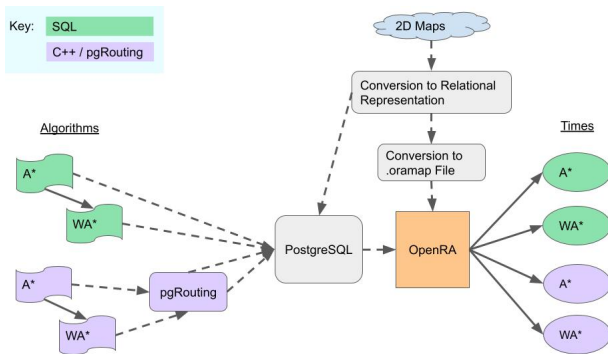 Key:
SQL
C++ / pgRouting
2D Maps
Conversion to Relational
Representation
Algorithms
Times
Conversion to
.oramap File
A*
WA*
A*
WA*
pgRouting
PostgreSQL
OpenRA
A*
WA*
A*
WA*